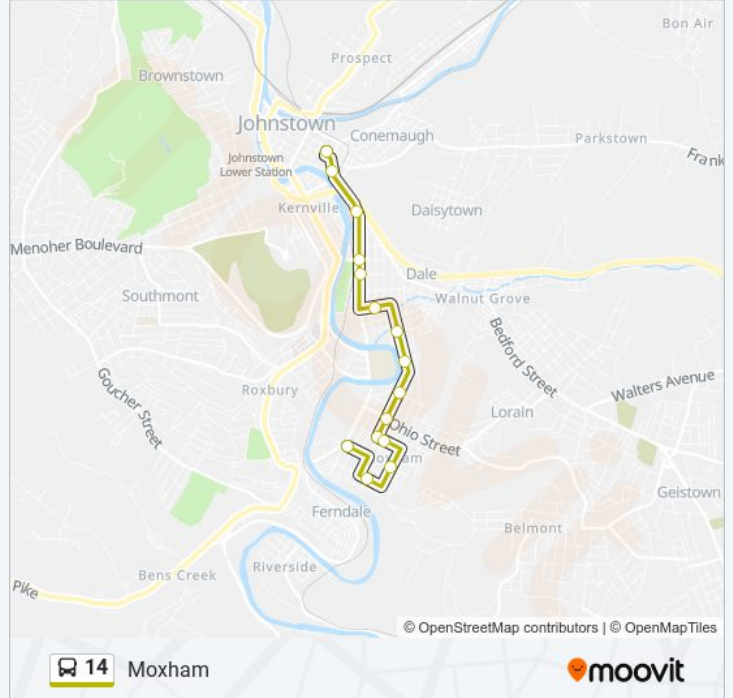 Bon Air
Prospect
Brownstown
Johnstown
Conemaugh
Parkstown
Frank
Johnstown
Lower Station
Kernville
Daisytown
Menoher Boulevard
Dale
Southmont
Walnut Grove
Bedford Street
Goucher Street
Roxbury
Walters Avenue
Lorain
Ohio Street
Geistown
Ferndale
Belmont
Riverside
Bens Creek
Pike
© OpenStreetMap contributors | © OpenMapTiles
14 Moxham
moovit